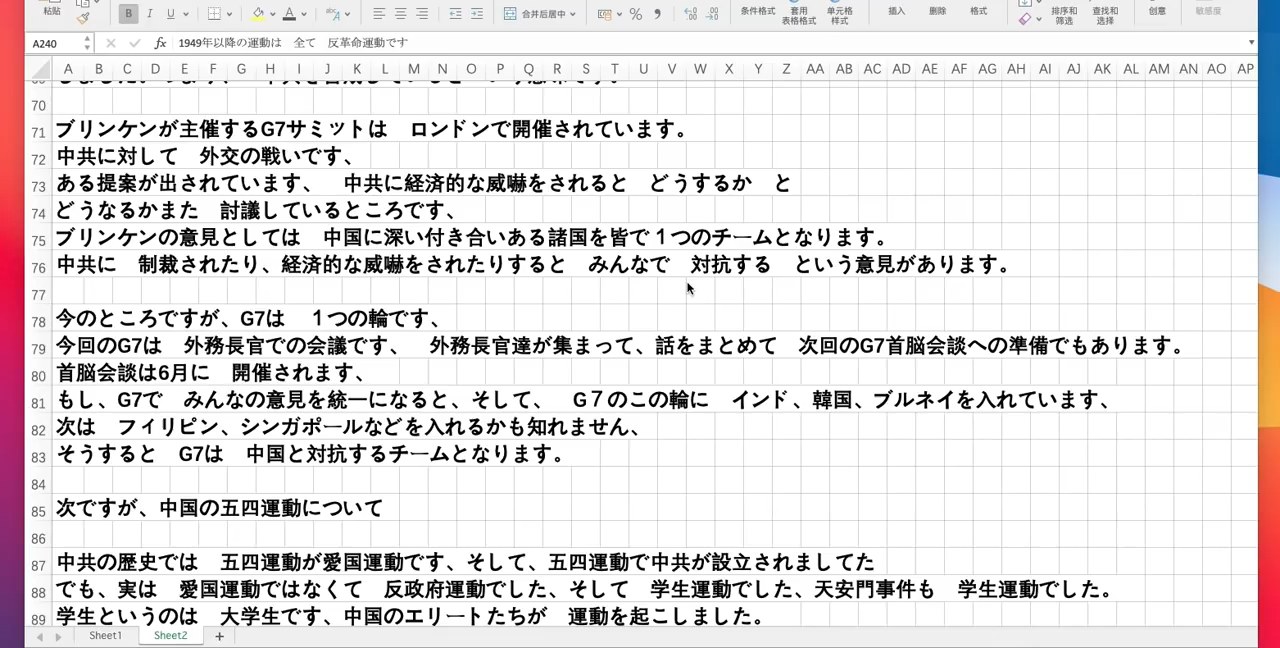 粘贴
B I U
A
abc
合并后居中
%
条件格式
套用
表格格式
单元格
样式
插入
删除
格式
排序和
筛选
查找和
选择
创意
敏感度
A240
fx
1949年以降の運動は　全て　反革命運動です
A B C D E F G H I J K L M N O P Q R S T U V W X Y Z AA AB AC AD AE AF AG AH AI AJ AK AL AM AN AO AP
70
71 ブリンケンが主催するG7サミットは　ロンドンで開催されています。
72 中共に対して　外交の戦いです、
73 ある提案が出されています、　中共に経済的な威嚇をされると　どうするか　と
74 どうなるかまた　討議しているところです、
75 ブリンケンの意見としては　中国に深い付き合いある諸国を皆で１つのチームとなります。
76 中共に　制裁されたり、経済的な威嚇をされたりすると　みんなで　対抗する　という意見があります。
77
78 今のところですが、G7は　１つの輪です、
79 今回のG7は　外務長官での会議です、　外務長官達が集まって、話をまとめて　次回のG7首脳会談への準備でもあります。
80 首脳会談は6月に　開催されます、
81 もし、G7で　みんなの意見を統一になると、そして、　G７のこの輪に　インド、韓国、ブルネイを入れています、
82 次は　フィリピン、シンガポールなどを入れるかも知れません、
83 そうすると　G7は　中国と対抗するチームとなります。
84
85 次ですが、中国の五四運動について
86
87 中共の歴史では　五四運動が愛国運動です、そして、五四運動で中共が設立されましてた
88 でも、実は　愛国運動ではなくて　反政府運動でした、そして　学生運動でした、天安門事件も　学生運動でした。
89 学生というのは　大学生です、中国のエリートたちが　運動を起こしました。
Sheet1 Sheet2 +